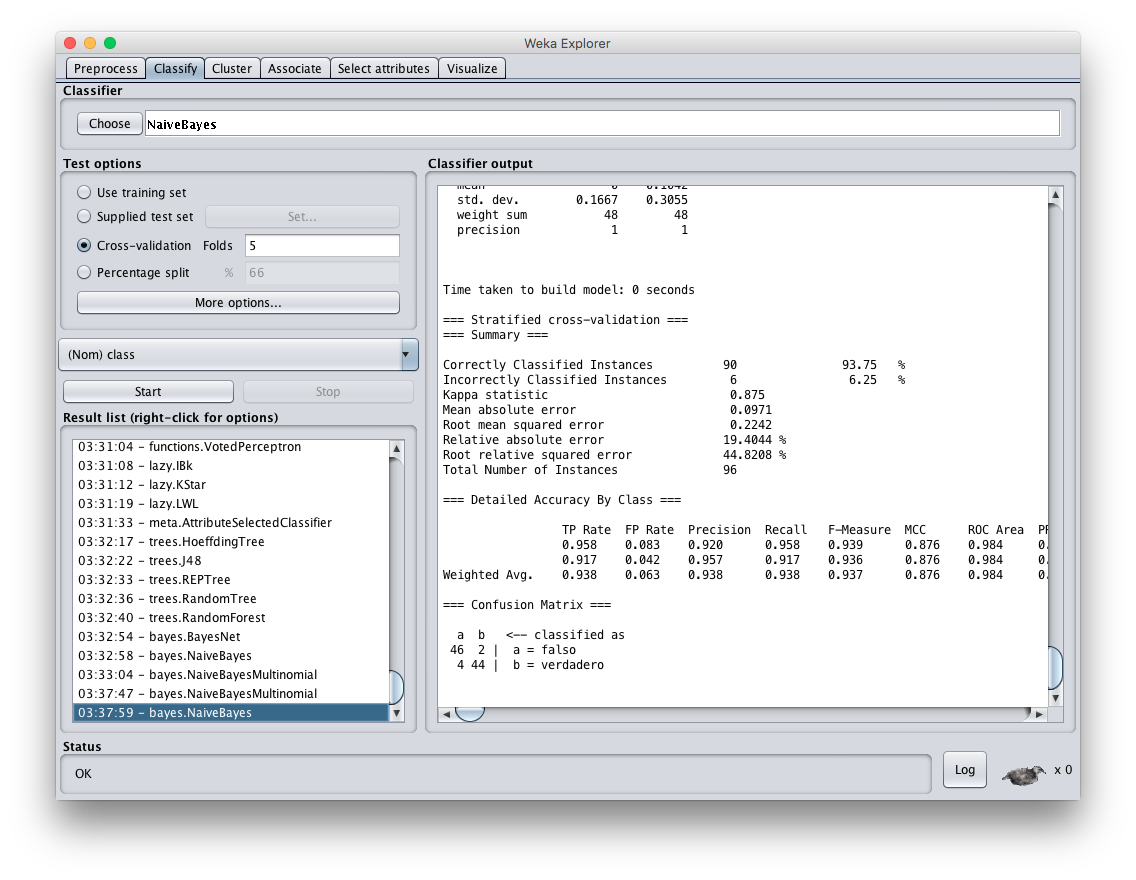 Weka Explorer
Preprocess Classify Cluster Associate Select attributes Visualize
Classifier
Choose NaiveBayes
Test options
Use training set
Supplied test set Set...
Cross-validation Folds 5
Percentage split % 66
More options...
(Nom) class
Start Stop
Result list (right-click for options)
03:31:04 – functions.VotedPerceptron
03:31:08 – lazy.IBk
03:31:12 – lazy.KStar
03:31:19 – lazy.LWL
03:31:33 – meta.AttributeSelectedClassifier
03:32:17 – trees.HoeffdingTree
03:32:22 – trees.J48
03:32:33 – trees.REPTree
03:32:36 – trees.RandomTree
03:32:40 – trees.RandomForest
03:32:54 – bayes.BayesNet
03:32:58 – bayes.NaiveBayes
03:33:04 – bayes.NaiveBayesMultinomial
03:37:47 – bayes.NaiveBayesMultinomial
03:37:59 – bayes.NaiveBayes
Classifier output
std. dev. 0.1667 0.3055
weight sum 48 48
precision 1 1
Time taken to build model: 0 seconds
=== Stratified cross-validation ===
=== Summary ===
Correctly Classified Instances 90 93.75 %
Incorrectly Classified Instances 6 6.25 %
Kappa statistic 0.875
Mean absolute error 0.0971
Root mean squared error 0.2242
Relative absolute error 19.4044 %
Root relative squared error 44.8208 %
Total Number of Instances 96
=== Detailed Accuracy By Class ===
TP Rate FP Rate Precision Recall F-Measure MCC ROC Area
0.958 0.083 0.920 0.958 0.939 0.876 0.984 0.
0.917 0.042 0.957 0.917 0.936 0.876 0.984 0.
Weighted Avg. 0.938 0.063 0.938 0.938 0.937 0.876 0.984 0.
=== Confusion Matrix ===
a b <-- classified as
46 2 | a = falso
4 44 | b = verdadero
Status
OK
Log x 0